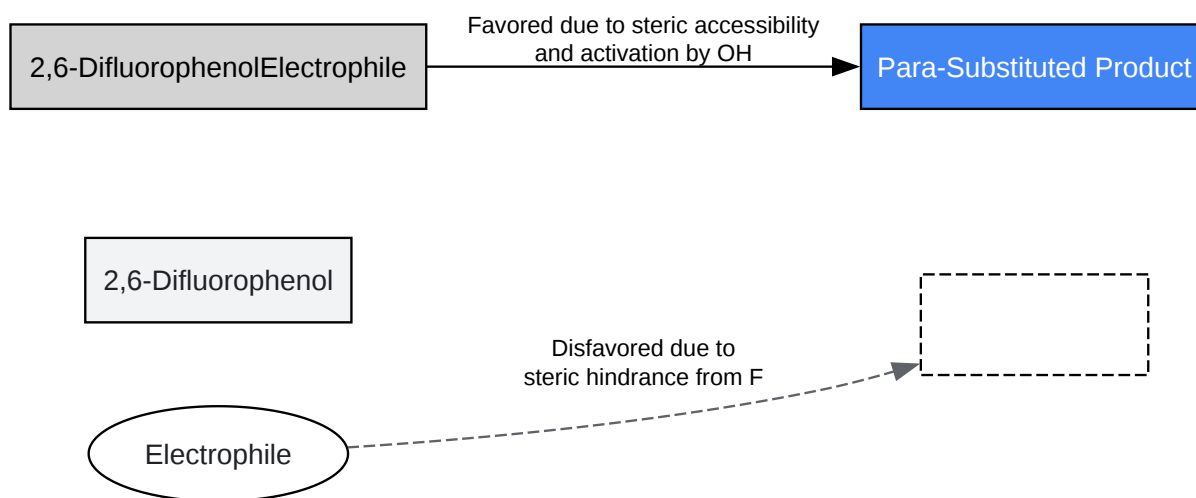 Favored due to steric accessibility
and activation by OH
2,6-DifluorophenolElectrophile
Para-Substituted Product
2,6-Difluorophenol
Disfavored due to
steric hindrance from F
Electrophile